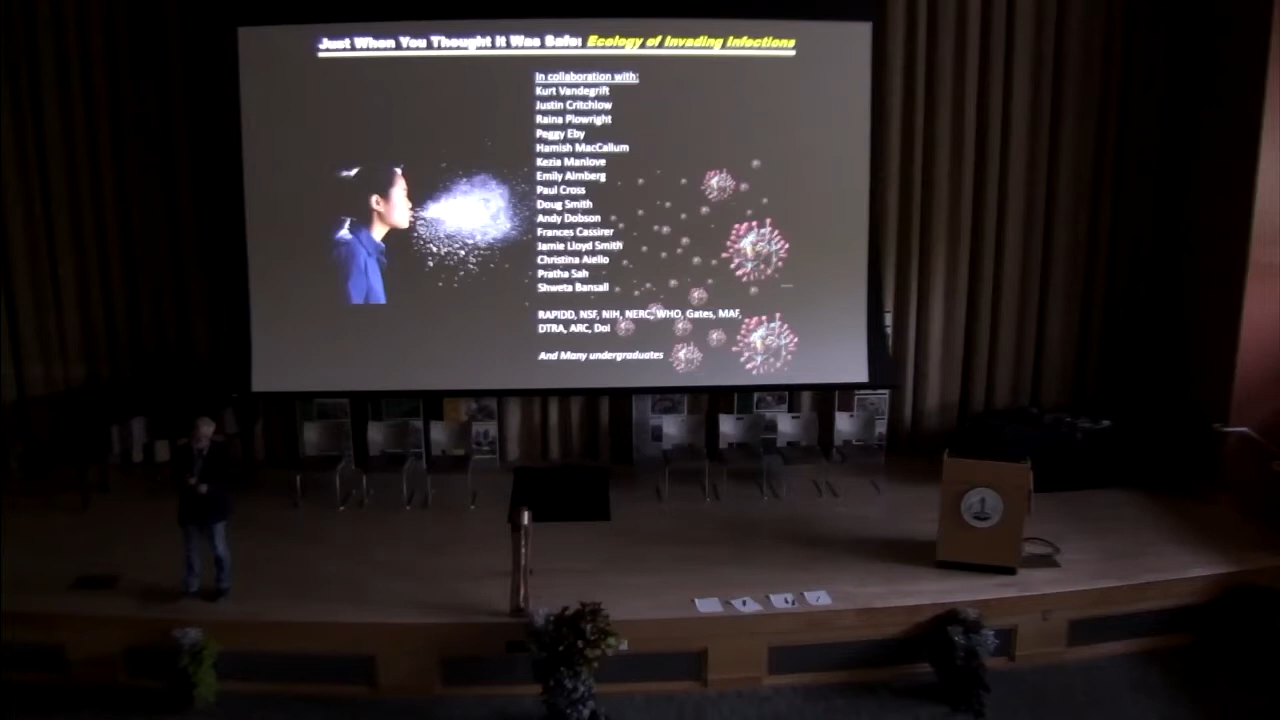 Just When You Thought it Was Safe: Ecology of Invading Infections
In collaboration with:
Kurt Vandegrift
Justin Critchlow
Raina Plowright
Peggy Eby
Hamish MacCallum
Kezia Manlove
Emily Almberg
Paul Cross
Doug Smith
Andy Dobson
Frances Cassirer
Jamie Lloyd Smith
Christina Aiello
Pratha Sah
Shweta Bansall
RAPIDD, NSF, NIH, NERC, WHO, Gates, MAF,
DTRA, ARC, DoI
And Many undergraduates